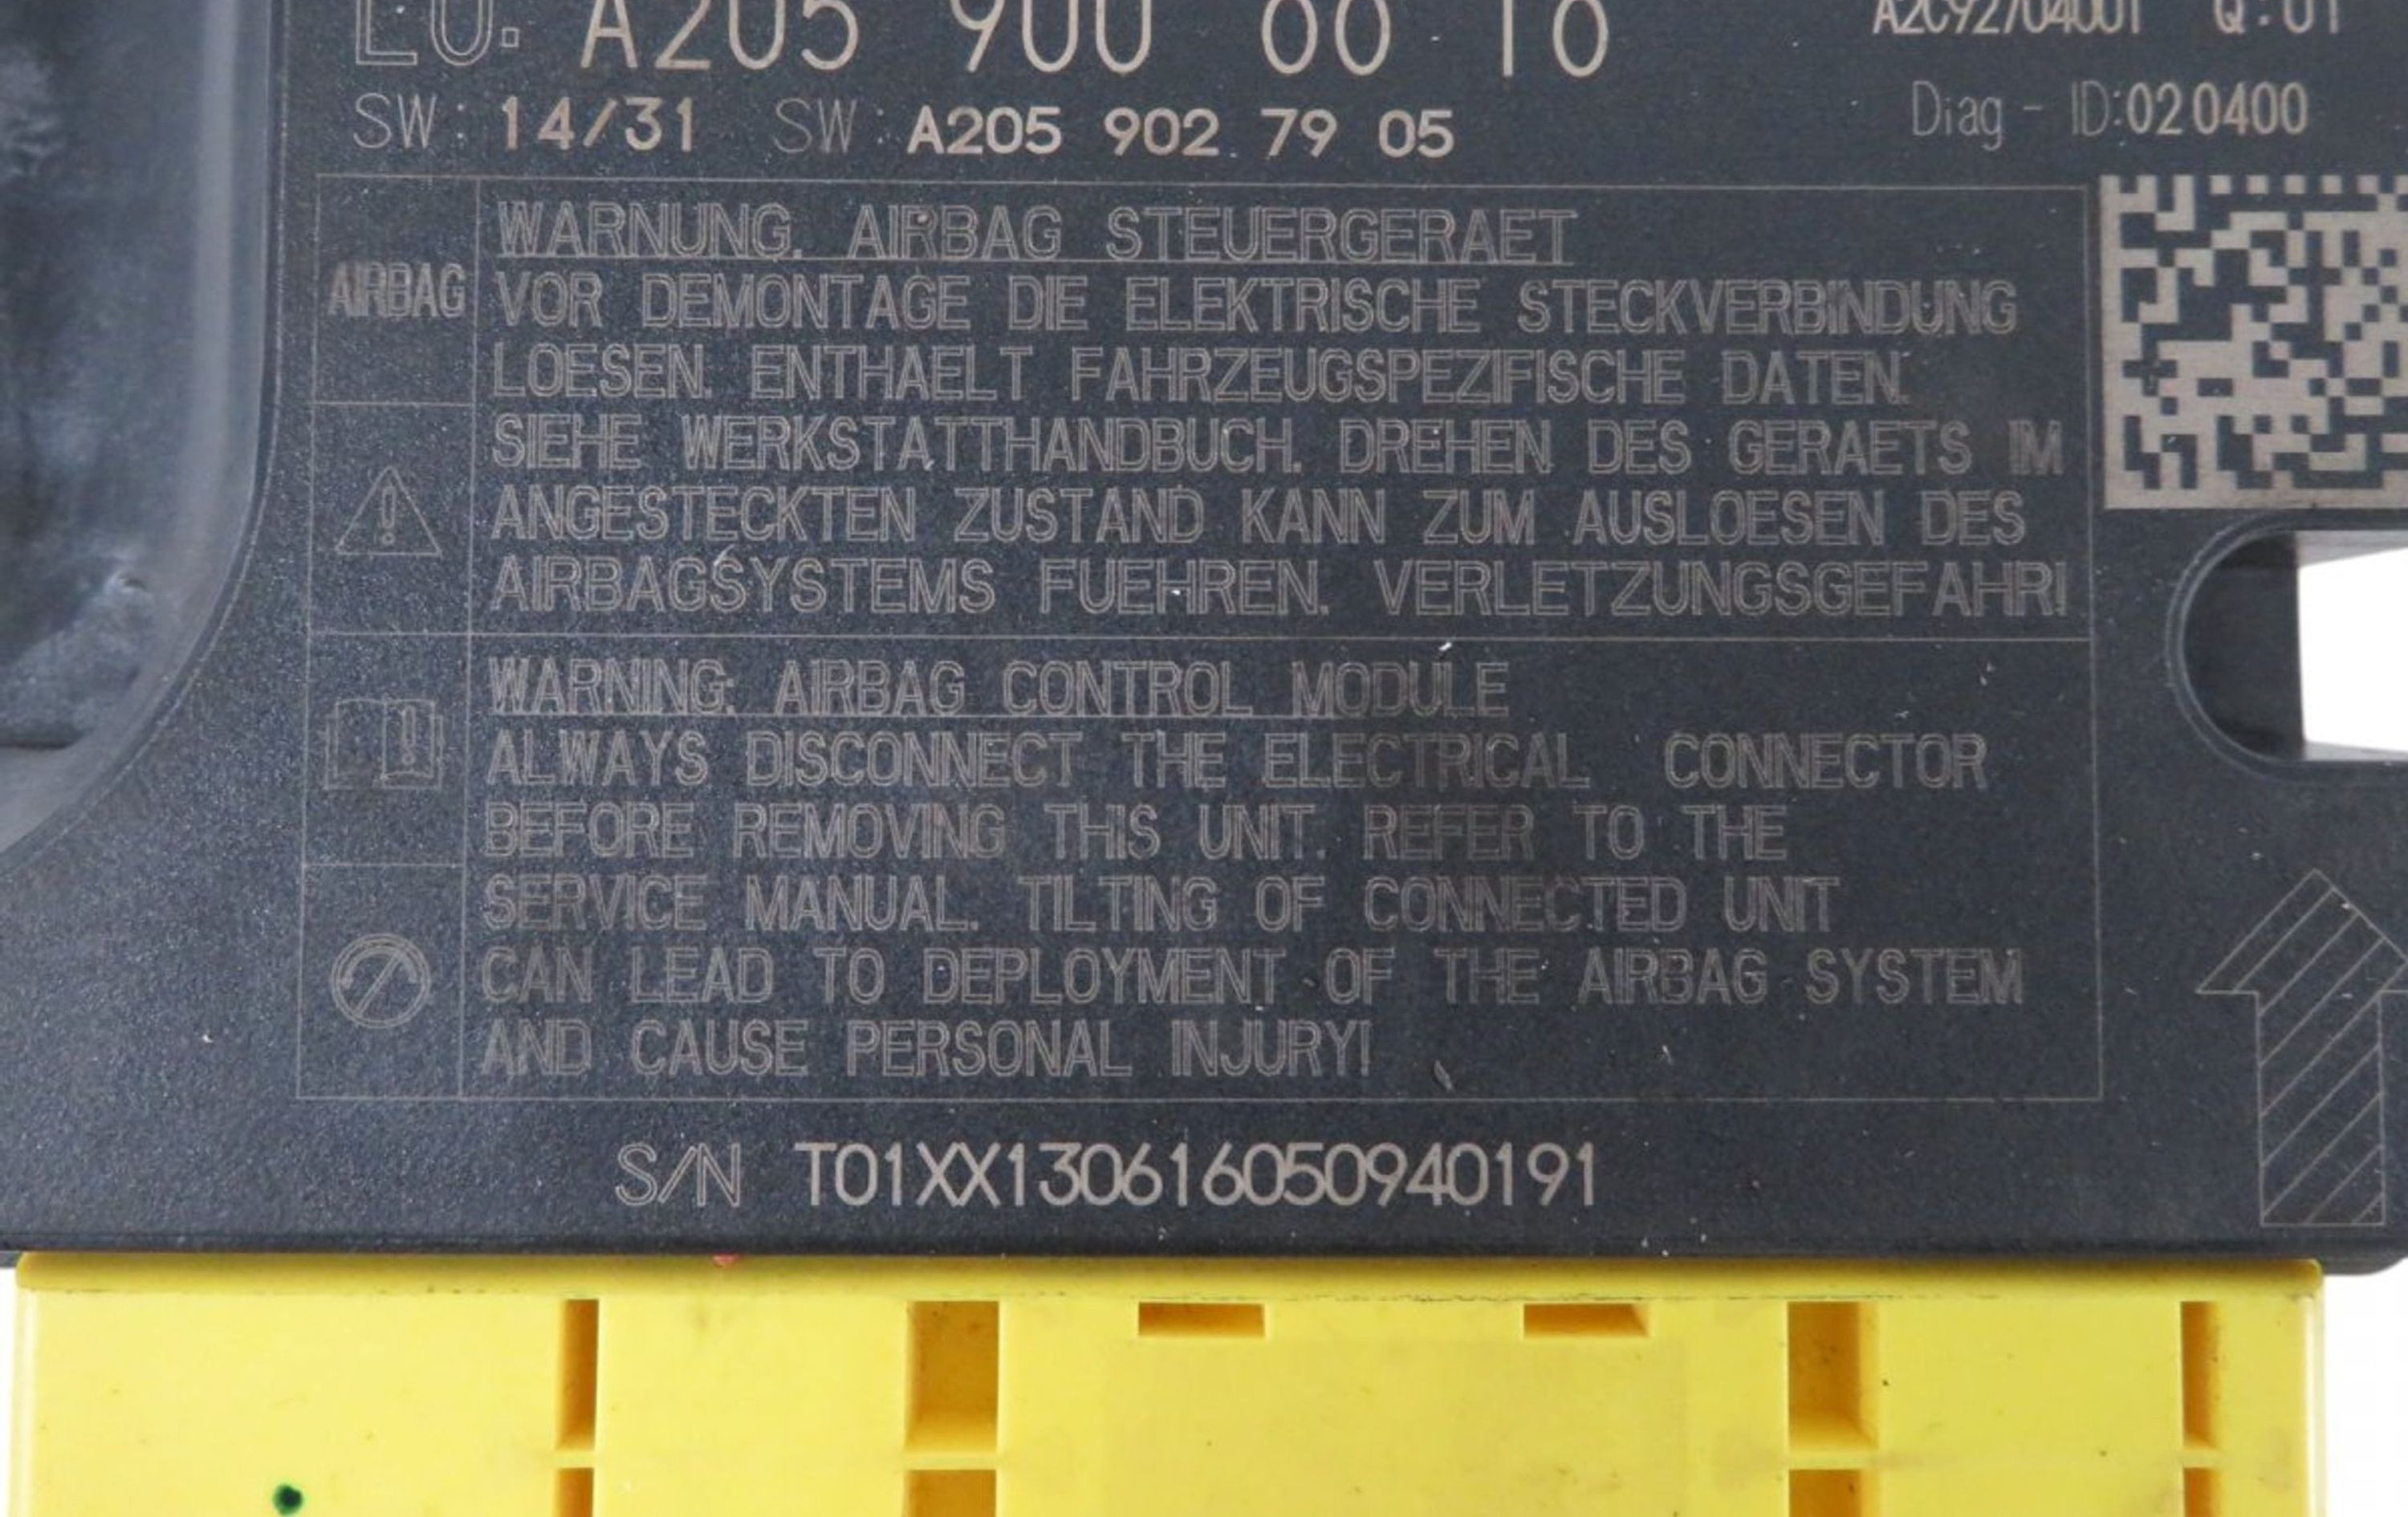 A205 900 60 10
A2C92704001 Q:01
SW: 14/31 SW: A205 902 79 05
Diag - ID:020400
AIRBAG
WARNUNG. AIRBAG STEUERGERAET
VOR DEMONTAGE DIE ELEKTRISCHE STECKVERBINDUNG
LOESEN. ENTHAELT FAHRZEUGSPEZIFISCHE DATEN.
SIEHE WERKSTATTHANDBUCH. DREHEN DES GERAETS IM
ANGESTECKTEN ZUSTAND KANN ZUM AUSLOESEN DES
AIRBAGSYSTEMS FUEHREN. VERLETZUNGSGEFAHR!
WARNING: AIRBAG CONTROL MODULE
ALWAYS DISCONNECT THE ELECTRICAL CONNECTOR
BEFORE REMOVING THIS UNIT. REFER TO THE
SERVICE MANUAL. TILTING OF CONNECTED UNIT
CAN LEAD TO DEPLOYMENT OF THE AIRBAG SYSTEM
AND CAUSE PERSONAL INJURY!
S/N T01XX130616050940191